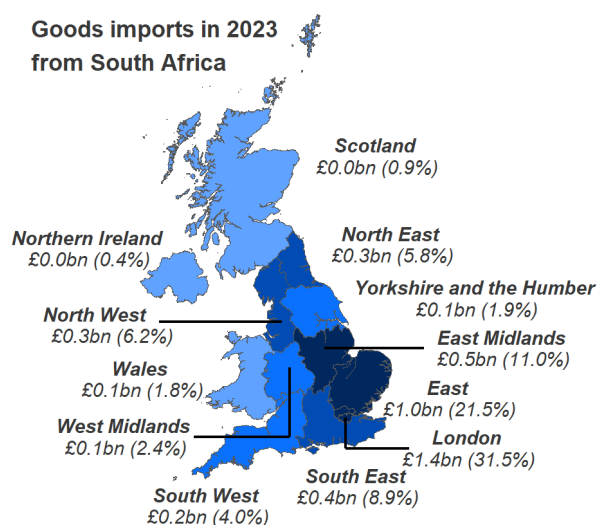 Goods imports in 2023
from South Africa
Scotland
£0.0bn (0.9%)
Northern Ireland
£0.0bn (0.4%)
North East
£0.3bn (5.8%)
Yorkshire and the Humber
£0.1bn (1.9%)
North West
£0.3bn (6.2%)
East Midlands
£0.5bn (11.0%)
Wales
£0.1bn (1.8%)
East
£1.0bn (21.5%)
West Midlands
£0.1bn (2.4%)
London
£1.4bn (31.5%)
South East
£0.4bn (8.9%)
South West
£0.2bn (4.0%)